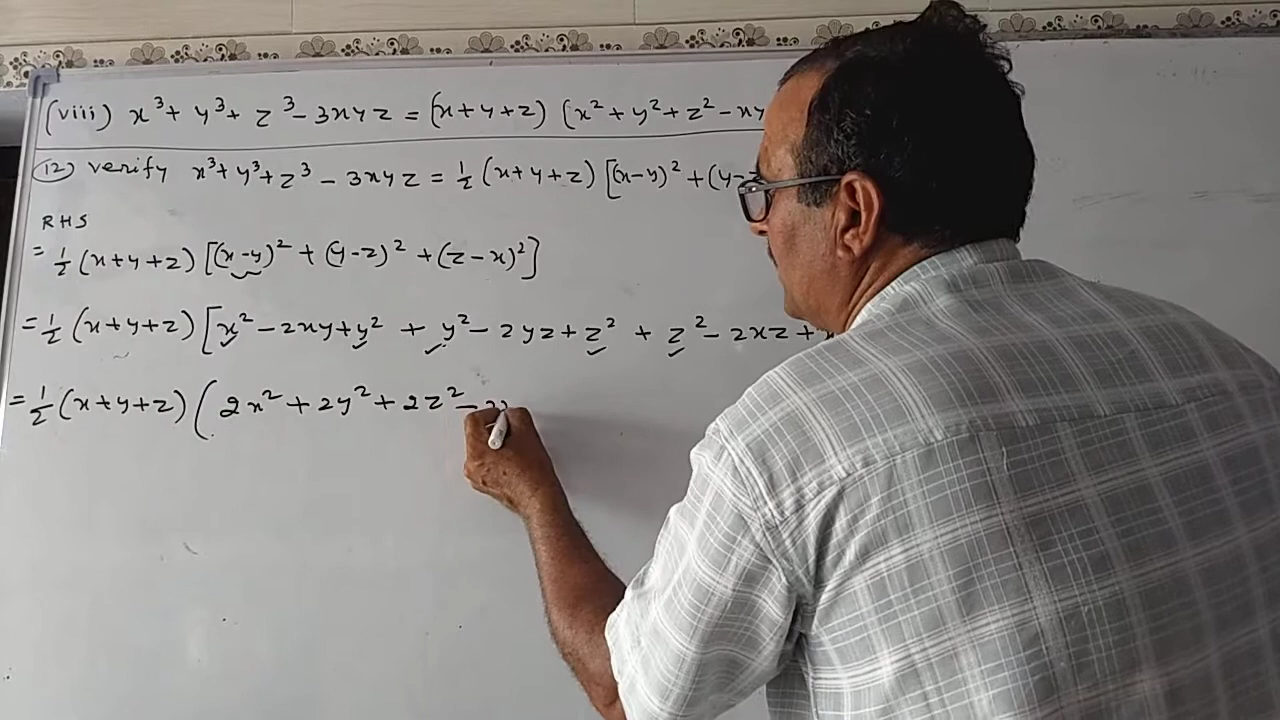 (viii) x³ + y³ + z³ - 3xyz = (x+y+z) (x² + y² + z² - xy
(12) verify x³ + y³ + z³ - 3xyz = ½ (x+y+z) [(x-y)² + (y-z
RHS
= ½ (x+y+z) [(x-y)² + (y-z)² + (z-x)²]
= ½ (x+y+z) [x² - 2xy + y² + y² - 2yz + z² + z² - 2xz +
= ½ (x+y+z) (2x² + 2y² + 2z² -